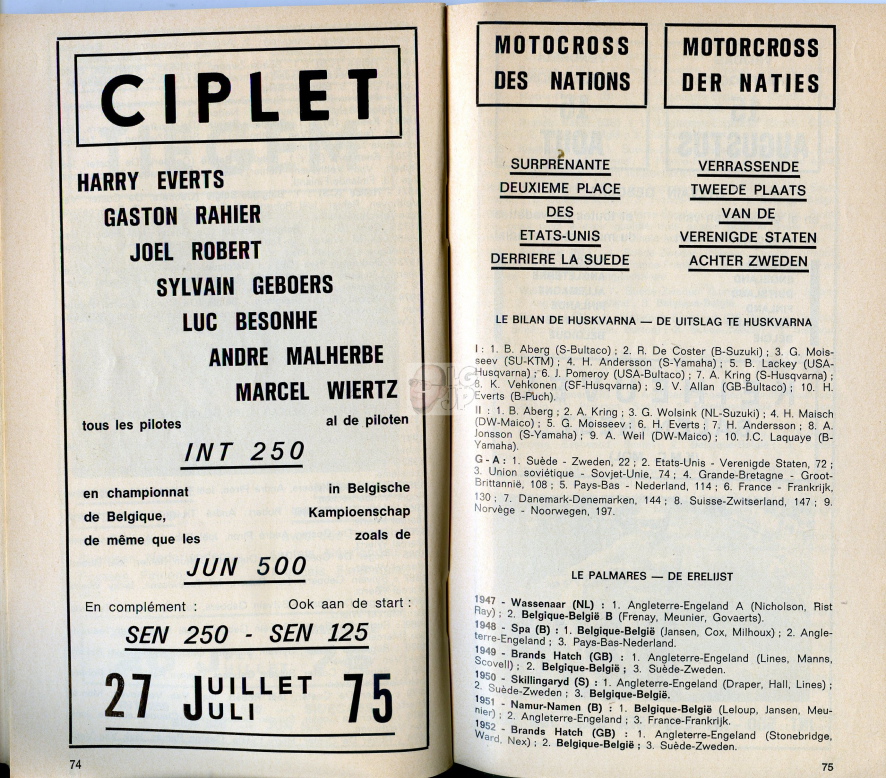 CIPLET
HARRY EVERTS
GASTON RAHIER
JOEL ROBERT
SYLVAIN GEBOERS
LUC BESONHE
ANDRE MALHERBE
MARCEL WIERTZ
tous les pilotes al de piloten
INT 250
en championnat in Belgische
de Belgique, Kampioenschap
de même que les zoals de
JUN 500
En complément : Ook aan de start :
SEN 250 - SEN 125
27 JUILLET JULI 75
74
MOTOCROSS
DES NATIONS
MOTORCROSS
DER NATIES
SURPRENANTE
DEUXIEME PLACE
DES
ETATS-UNIS
DERRIERE LA SUEDE
VERRASSENDE
TWEEDE PLAATS
VAN DE
VERENIGDE STATEN
ACHTER ZWEDEN
LE BILAN DE HUSKVARNA — DE UITSLAG TE HUSKVARNA
I : 1. B. Aberg (S-Bultaco) ; 2. R. De Coster (B-Suzuki) ; 3. G. Mois-
seev (SU-KTM) ; 4. H. Andersson (S-Yamaha) ; 5. B. Lackey (USA-
Husqvarna) ; 6. J. Pomeroy (USA-Bultaco) ; 7. A. Kring (S-Husqvarna) ;
8. K. Vehkonen (SF-Husqvarna) ; 9. V. Allan (GB-Bultaco) ; 10. H.
Everts (B-Puch).
II : 1. B. Aberg ; 2. A. Kring ; 3. G. Wolsink (NL-Suzuki) ; 4. H. Maisch
(DW-Maico) ; 5. G. Moisseev ; 6. H. Everts ; 7. H. Andersson ; 8. A.
Jonsson (S-Yamaha) ; 9. A. Weil (DW-Maico) ; 10. J.C. Laquaye (B-
Yamaha).
G - A : 1. Suède - Zweden, 22 ; 2. Etats-Unis - Verenigde Staten, 72 ;
3. Union soviétique - Sovjet-Unie, 74 ; 4. Grande-Bretagne - Groot-
Brittannië, 108 ; 5. Pays-Bas - Nederland, 114 ; 6. France - Frankrijk,
130 ; 7. Danemark-Denemarken, 144 ; 8. Suisse-Zwitserland, 147 ; 9.
Norvège - Noorwegen, 197.
LE PALMARES — DE ERELIJST
1947 - Wassenaar (NL) : 1. Angleterre-Engeland A (Nicholson, Rist
Ray) ; 2. Belgique-België B (Frenay, Meunier, Govaerts).
1948 - Spa (B) : 1. Belgique-België (Jansen, Cox, Milhoux) ; 2. Angle-
terre-Engeland ; 3. Pays-Bas-Nederland.
1949 - Brands Hatch (GB) : 1. Angleterre-Engeland (Lines, Manns,
Scovell) ; 2. Belgique-België ; 3. Suède-Zweden.
1950 - Skillingaryd (S) : 1. Angleterre-Engeland (Draper, Hall, Lines) ;
2. Suède-Zweden ; 3. Belgique-België.
1951 - Namur-Namen (B) : 1. Belgique-België (Leloup, Jansen, Meu-
nier) ; 2. Angleterre-Engeland ; 3. France-Frankrijk.
1952 - Brands Hatch (GB) : 1. Angleterre-Engeland (Stonebridge,
Ward, Nex) ; 2. Belgique-België ; 3. Suède-Zweden.
75